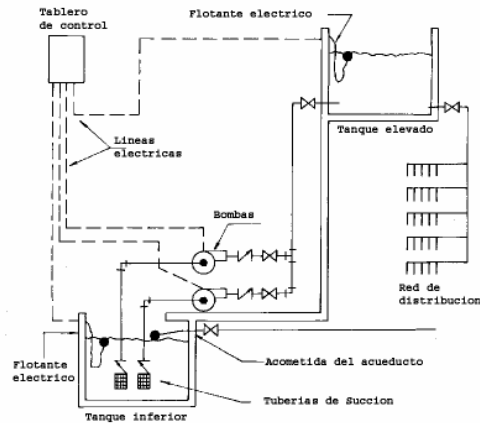 Tablero
de control
Flotante electrico
Tanque elevado
Lineas
electricas
Bombas
Red de
distribucion
Flotante
electrico
Acometida del acueducto
Tuberias de Succion
Tanque inferior